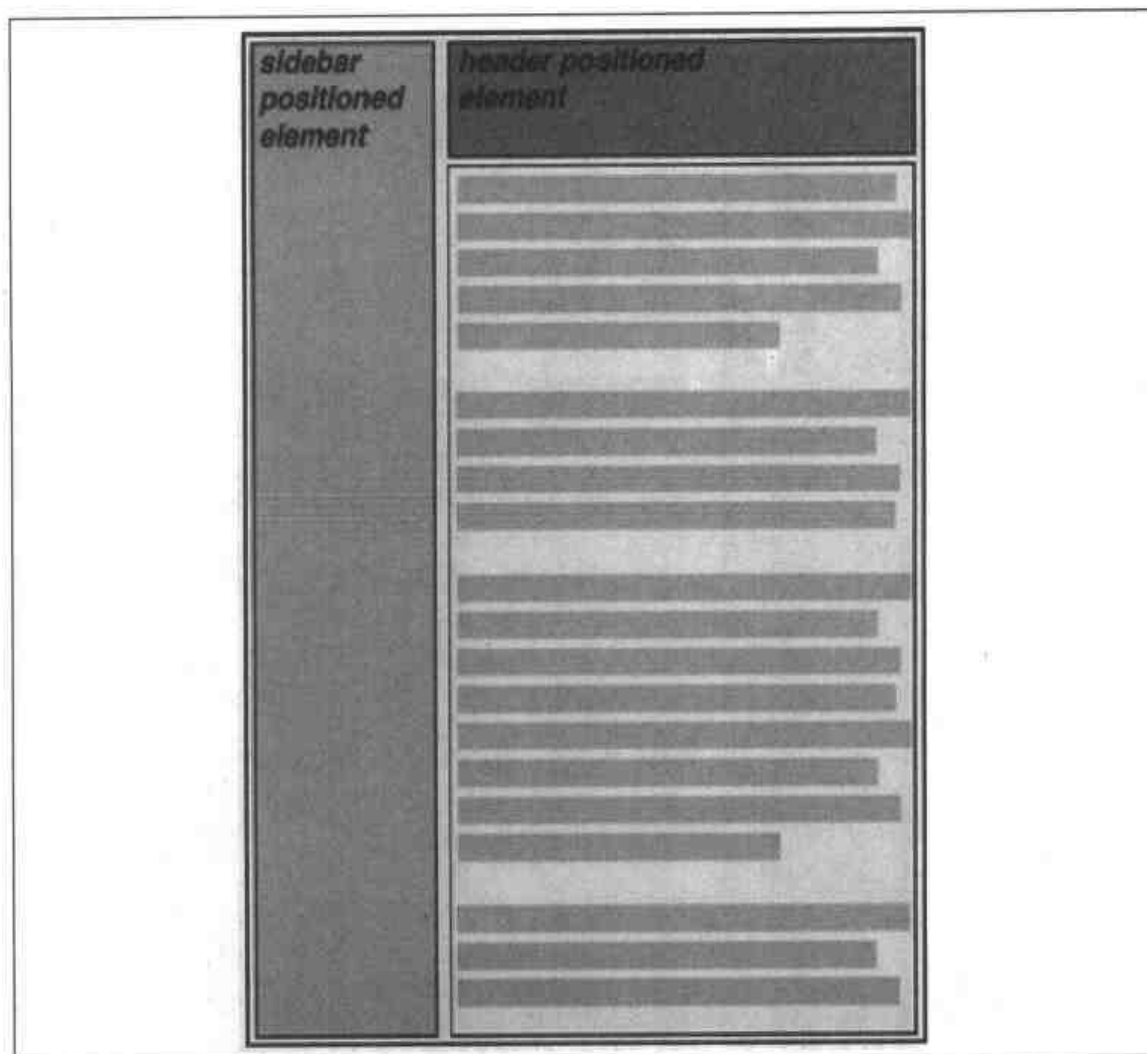 sidebar
positioned
element
header positioned
element